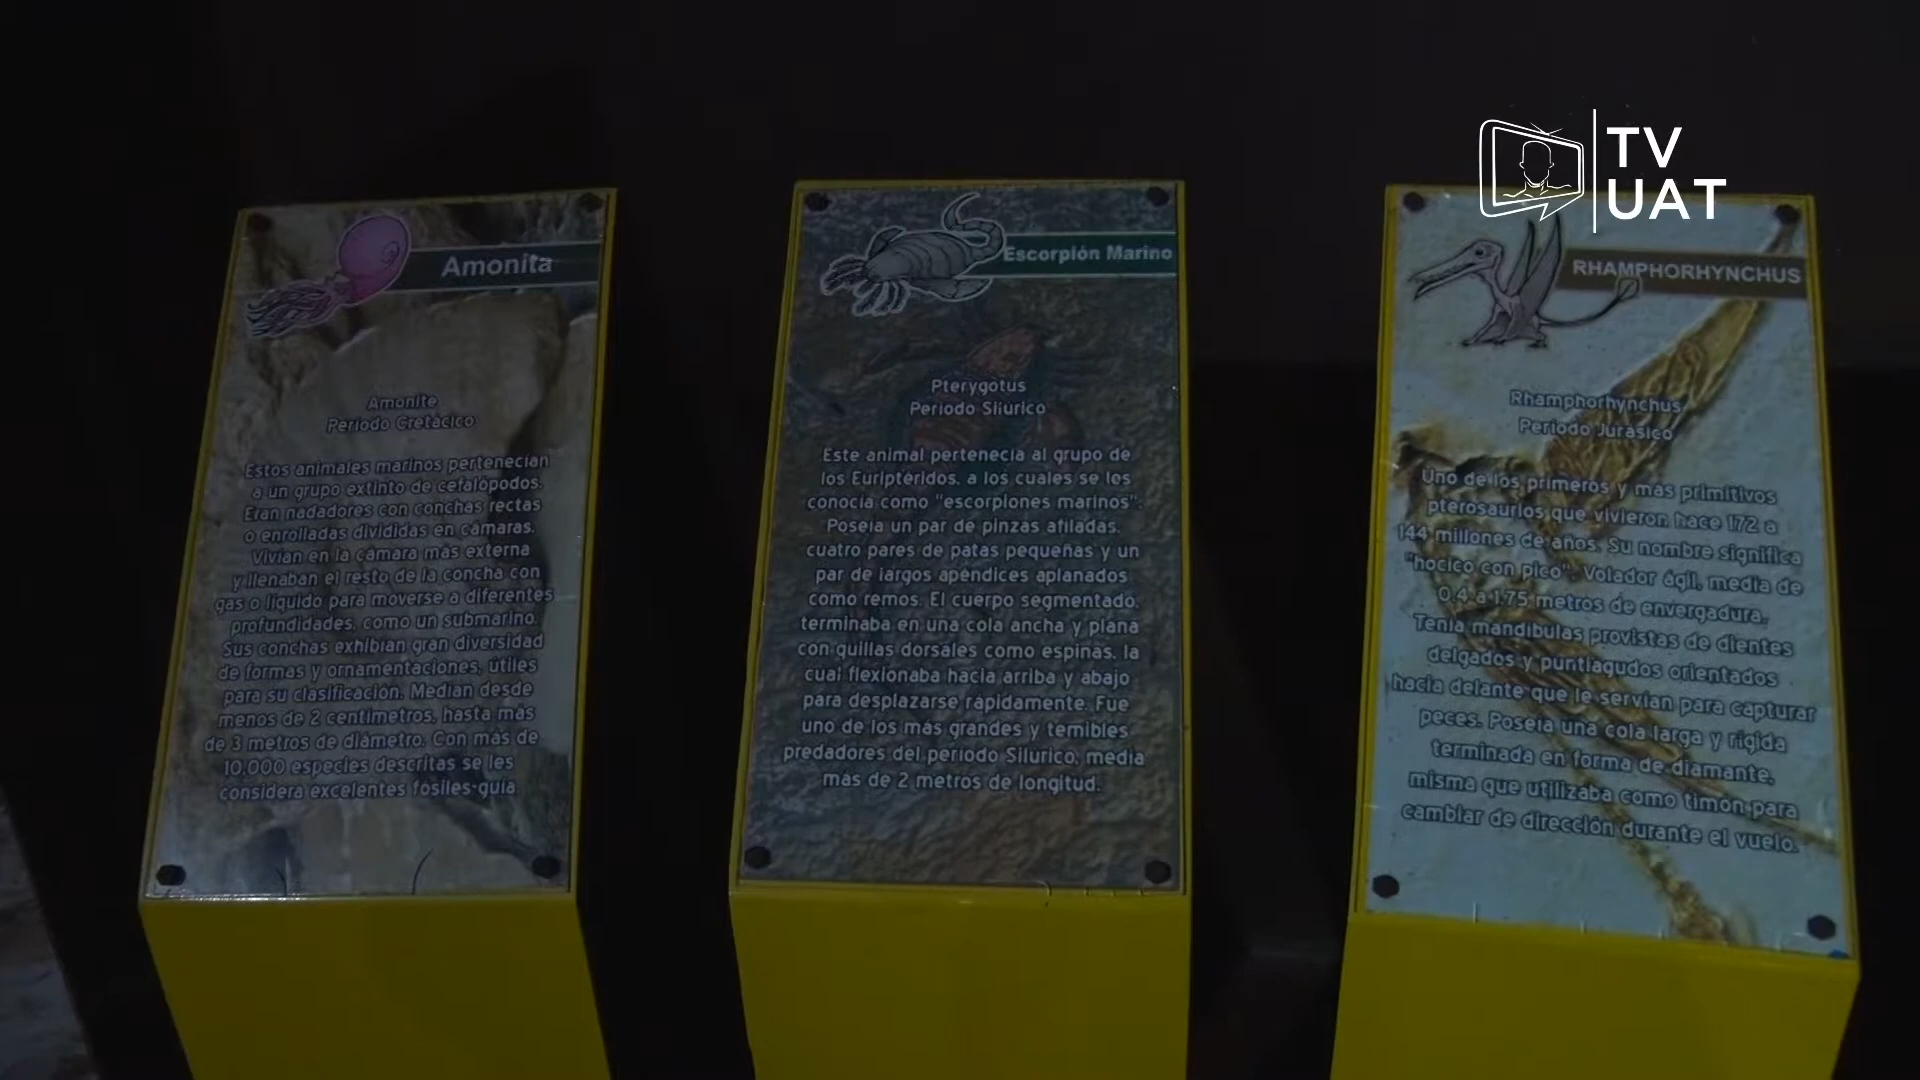 TV
UAT
Amonita
Amonite
Período Cretácico
Estos animales marinos pertenecían
a un grupo extinto de cefalópodos.
Eran nadadores con conchas rectas
o enrolladas divididas en cámaras.
Vivían en la cámara más externa
y llenaban el resto de la concha con
gas o líquido para moverse a diferentes
profundidades, como un submarino.
Sus conchas exhibían gran diversidad
de formas y ornamentaciones, útiles
para su clasificación. Medían desde
menos de 2 centímetros, hasta más
de 3 metros de diámetro. Con más de
10,000 especies descritas se les
considera excelentes fósiles-guía
Escorpión Marino
Pterygotus
Período Silúrico
Este animal pertenecía al grupo de
los Euriptéridos, a los cuales se les
conocía como "escorpiones marinos".
Poseía un par de pinzas afiladas,
cuatro pares de patas pequeñas y un
par de largos apéndices aplanados
como remos. El cuerpo segmentado,
terminaba en una cola ancha y plana
con quillas dorsales como espinas, la
cual flexionaba hacia arriba y abajo
para desplazarse rápidamente. Fue
uno de los más grandes y temibles
predadores del período Silúrico, medía
más de 2 metros de longitud.
RHAMPHORHYNCHUS
Rhamphorhynchus
Período Jurásico
Uno de los primeros y más primitivos
pterosaurios que vivieron hace 172 a
144 millones de años. Su nombre significa
"hocico con pico". Volador ágil, medía de
0.4 a 1.75 metros de envergadura.
Tenía mandíbulas provistas de dientes
delgados y puntiagudos orientados
hacia delante que le servían para capturar
peces. Poseía una cola larga y rígida
terminada en forma de diamante,
misma que utilizaba como timón para
cambiar de dirección durante el vuelo.